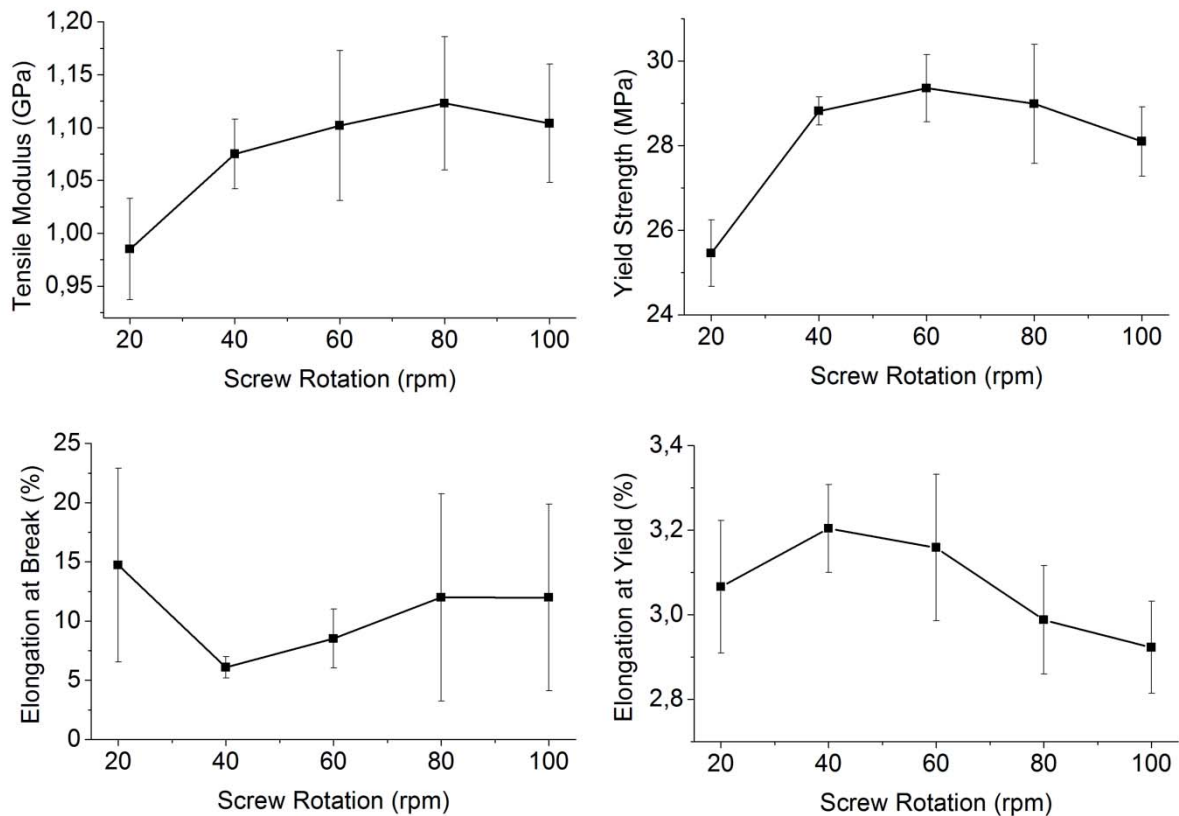 Tensile Modulus (GPa)
1,20
1,15
1,10
1,05
1,00
0,95
20 40 60 80 100
Screw Rotation (rpm)
Yield Strength (MPa)
30
28
26
24
20 40 60 80 100
Screw Rotation (rpm)
Elongation at Break (%)
25
20
15
10
5
0
20 40 60 80 100
Screw Rotation (rpm)
Elongation at Yield (%)
3,4
3,2
3,0
2,8
20 40 60 80 100
Screw Rotation (rpm)